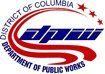 DISTRICT OF COLUMBIA
dpw
DEPARTMENT OF PUBLIC WORKS